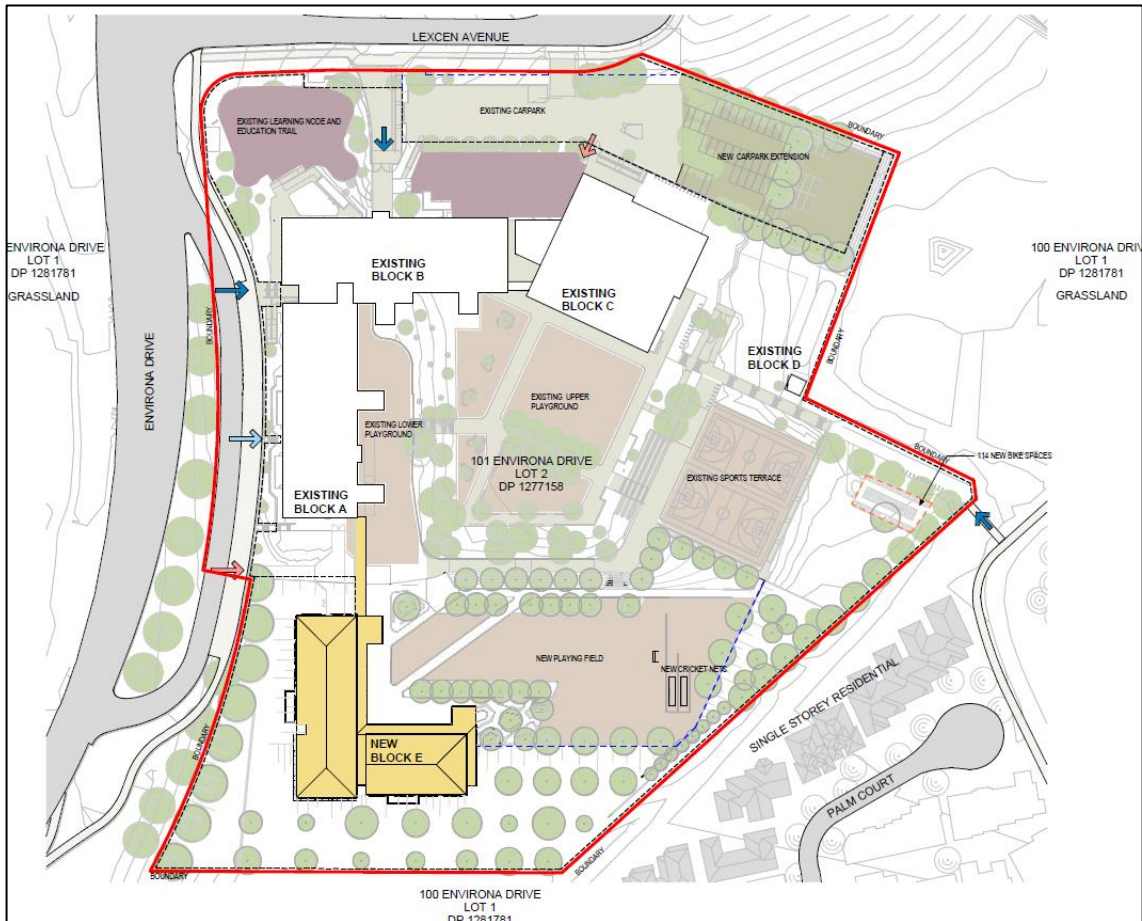 LEXCEN AVENUE
EXISTING LEARNING NODE AND
EDUCATION TRAIL
EXISTING CARPARK
BOUNDARY
NEW CARPARK EXTENSION
ENVIRONA DRIVE
LOT 1
DP 1281781
GRASSLAND
BOUNDARY
ENVIRONA DRIVE
EXISTING
BLOCK B
EXISTING
BLOCK C
100 ENVIRONA DRIV
LOT 1
DP 1281781
GRASSLAND
BOUNDARY
EXISTING
BLOCK D
EXISTING UPPER
PLAYGROUND
EXISTING LOWER
PLAYGROUND
101 ENVIRONA DRIVE
LOT 2
DP 1277158
EXISTING
BLOCK A
EXISTING SPORTS TERRACE
BOUNDARY
114 NEW BIKE SPACES
NEW PLAYING FIELD
NEW CRICKET NETS
SINGLE STOREY RESIDENTIAL
PALM COURT
NEW
BLOCK E
BOUNDARY
BOUNDARY
BOUNDARY
100 ENVIRONA DRIVE
LOT 1
DP 1281781